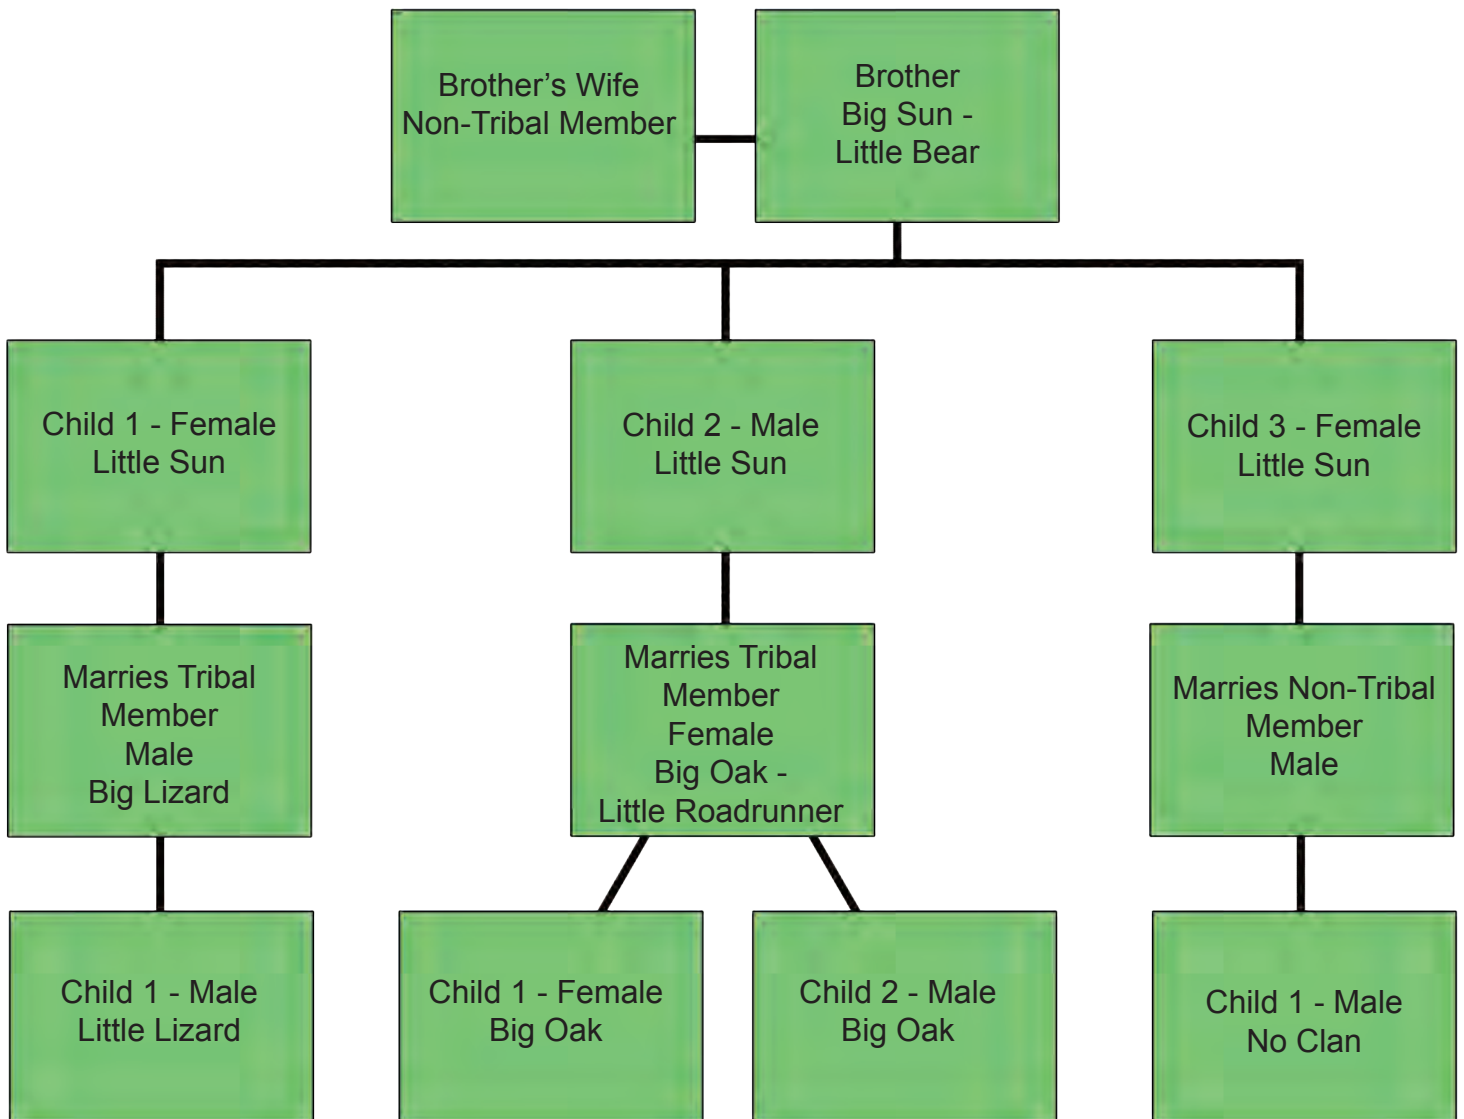 Brother’s Wife
Non-Tribal Member
Brother
Big Sun -
Little Bear
Child 1 - Female
Little Sun
Child 2 - Male
Little Sun
Child 3 - Female
Little Sun
Marries Tribal
Member
Male
Big Lizard
Marries Tribal
Member
Female
Big Oak -
Little Roadrunner
Marries Non-Tribal
Member
Male
Child 1 - Male
Little Lizard
Child 1 - Female
Big Oak
Child 2 - Male
Big Oak
Child 1 - Male
No Clan